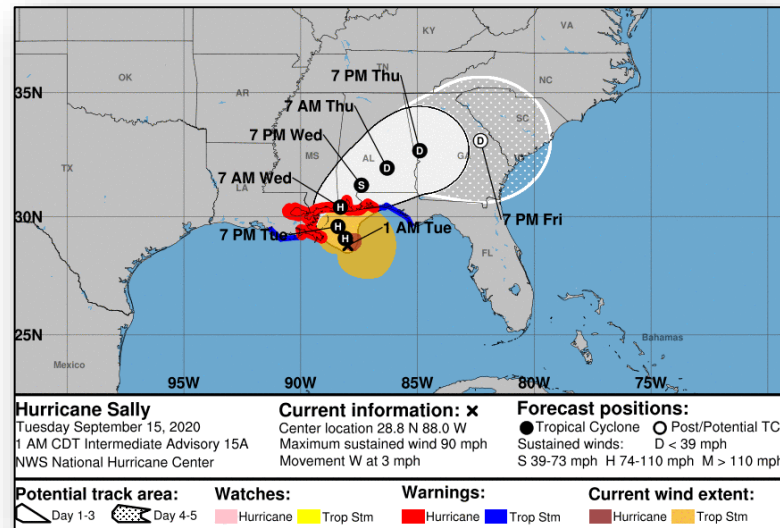 KY
VA
OK
TN
NC
AR
7 PM Thu
35N
7 AM Thu
SC
7 PM Wed
MS
AL
GA
D
D
D
TX
LA
7 AM Wed
S
H
30N
7 PM Fri
7 PM Tue
H
1 AM Tue
H
FL
25N
Bahamas
Mexico
95W
90W
85W
80W
75W
Hurricane Sally
Tuesday September 15, 2020
1 AM CDT Intermediate Advisory 15A
NWS National Hurricane Center
Current information: ×
Center location 28.8 N 88.0 W
Maximum sustained wind 90 mph
Movement W at 3 mph
Forecast positions:
Tropical Cyclone Post/Potential TC
Sustained winds: D < 39 mph
S 39-73 mph H 74-110 mph M > 110 mph
Potential track area:
Day 1-3 Day 4-5
Watches:
Hurricane Trop Stm
Warnings:
Hurricane Trop Stm
Current wind extent:
Hurricane Trop Stm